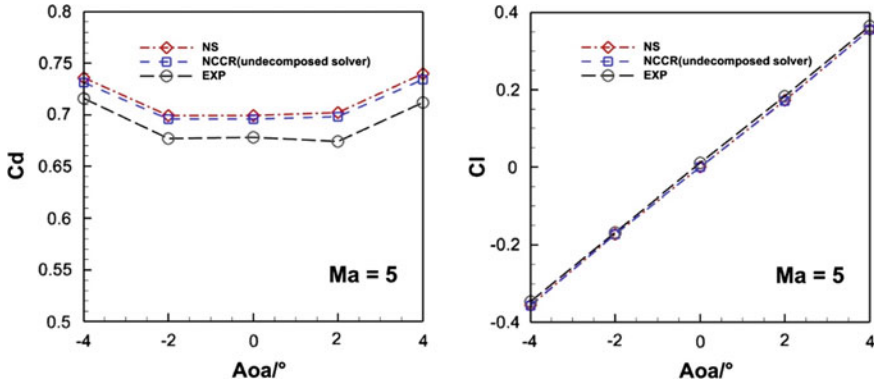 0.8
0.75
0.7
0.65
0.6
0.55
0.5
Cd
NS
NCCR(undecomposed solver)
EXP
Ma = 5
-4
-2
0
2
4
Aoa/°
0.4
0.2
0
-0.2
-0.4
Cl
NS
NCCR(undecomposed solver)
EXP
Ma = 5
-4
-2
0
2
4
Aoa/°